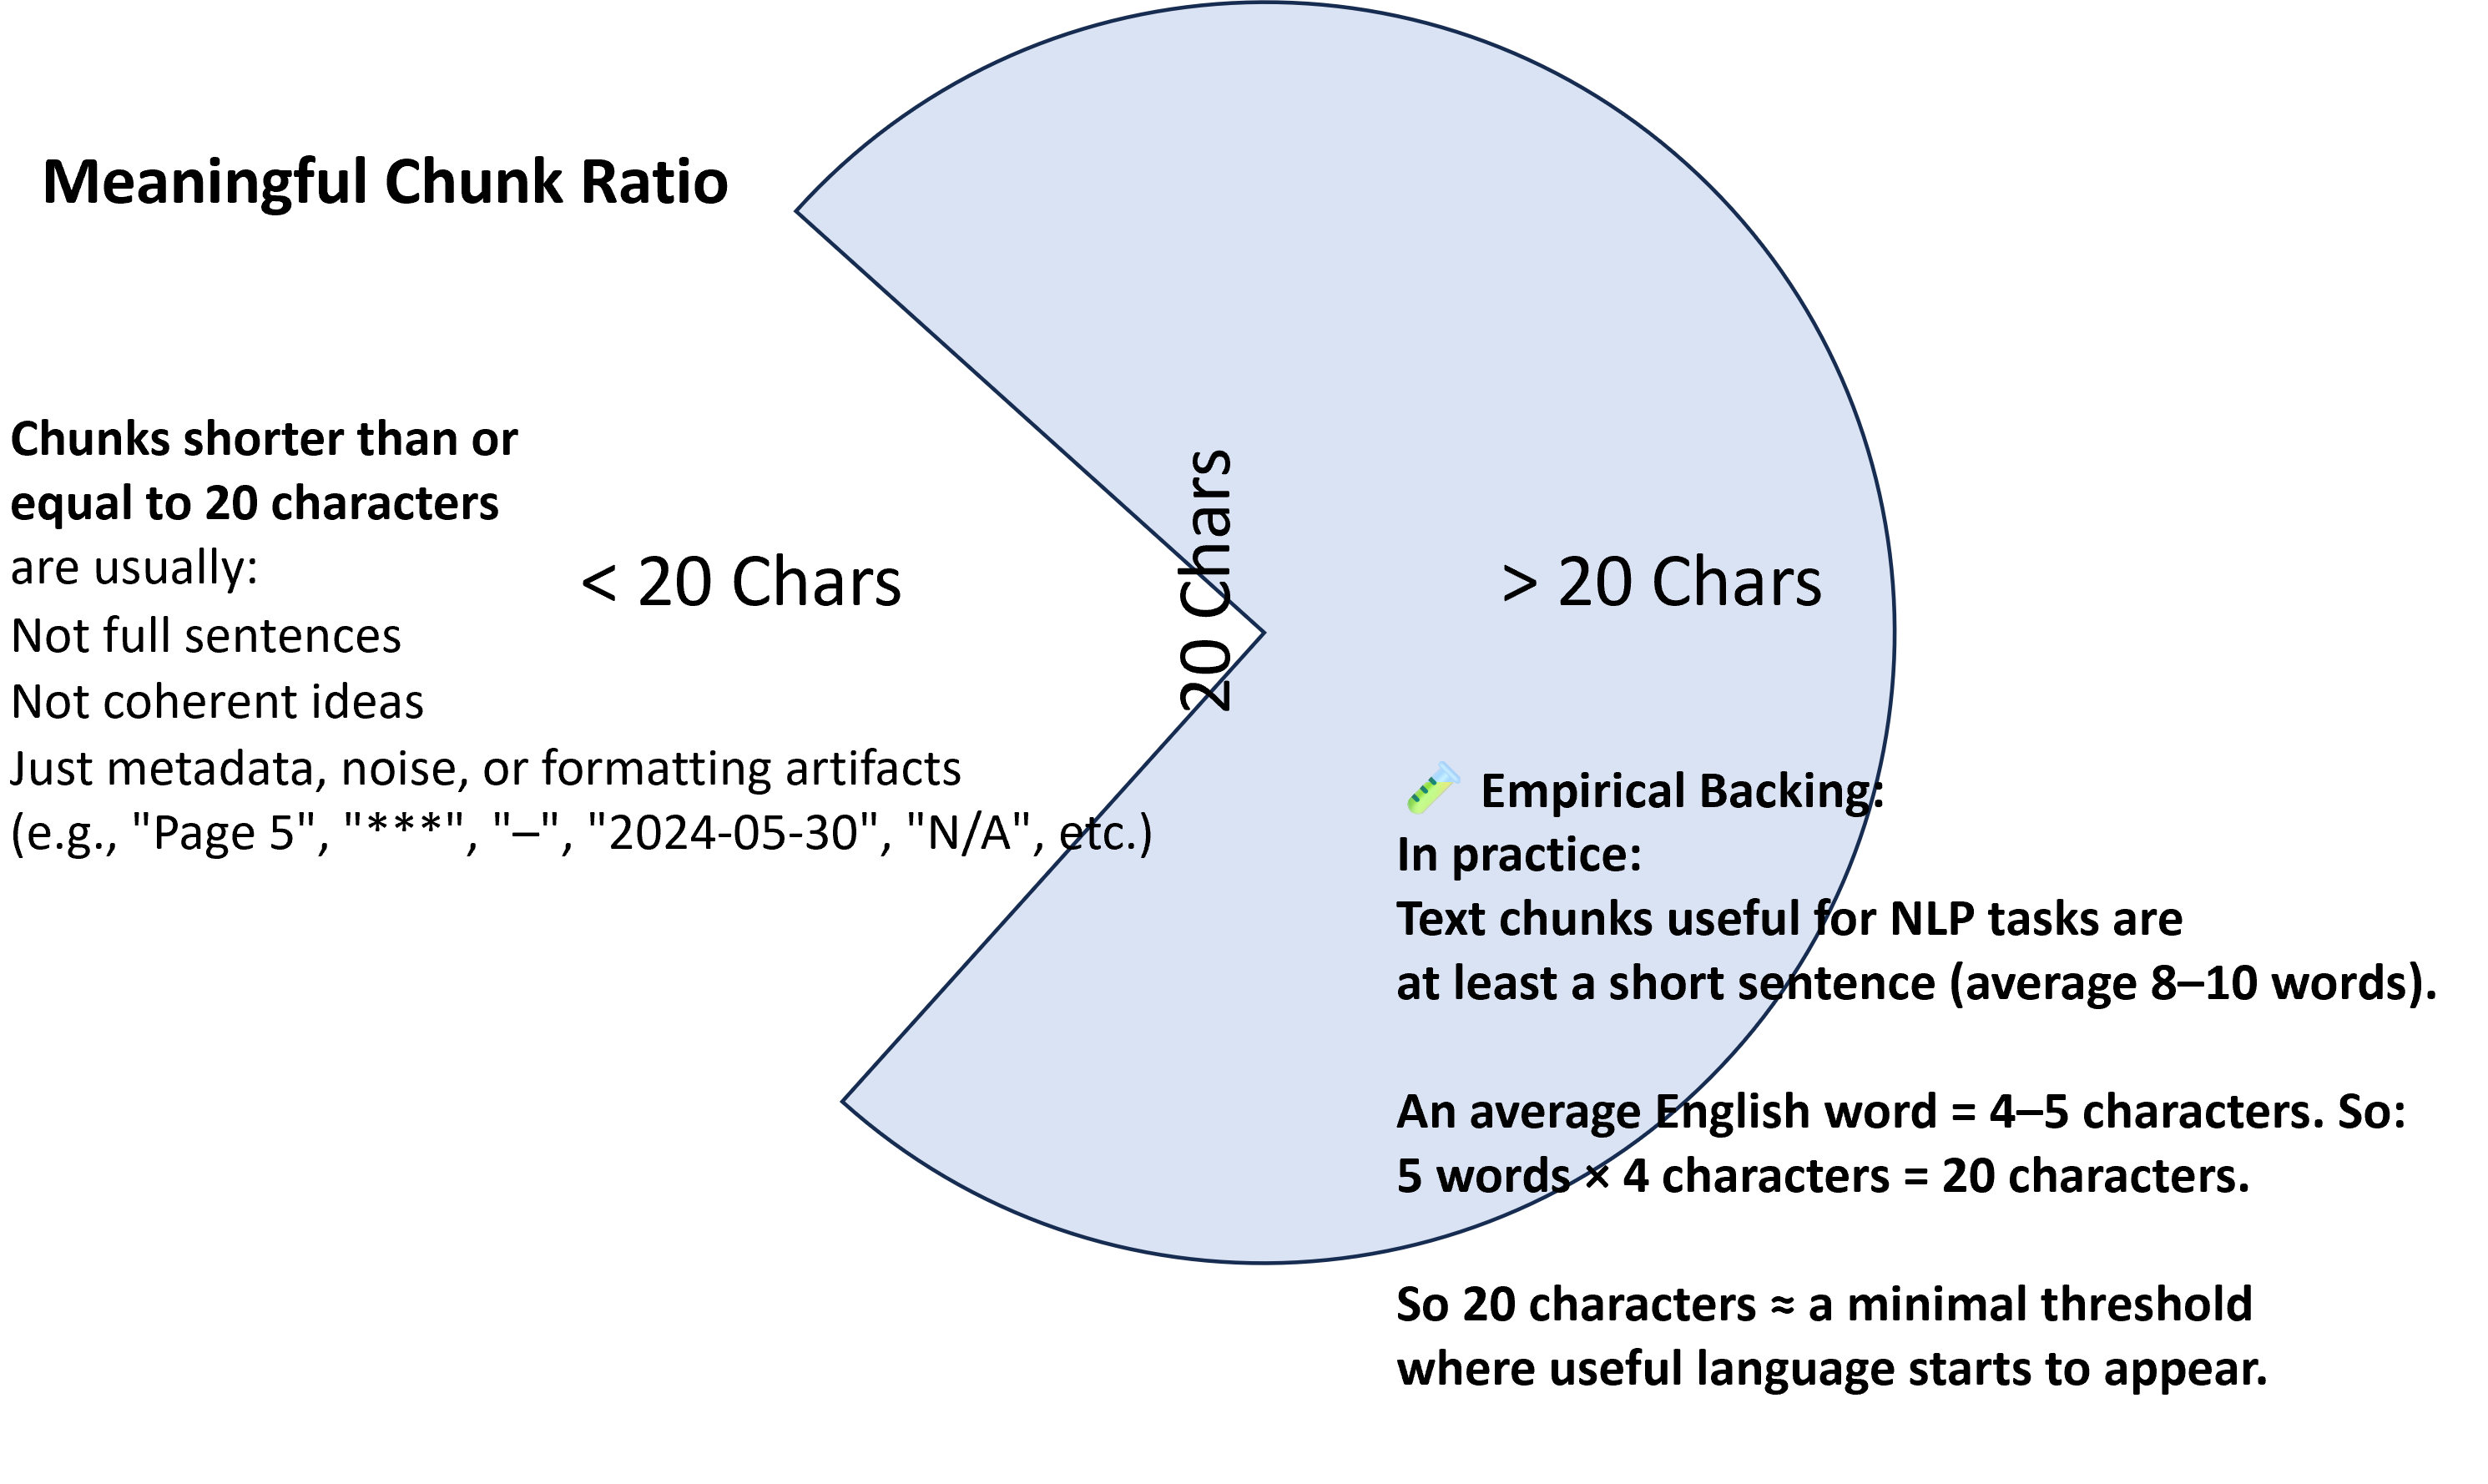 Meaningful Chunk Ratio
Chunks shorter than or
equal to 20 characters
are usually:
Not full sentences
Not coherent ideas
Just metadata, noise, or formatting artifacts
(e.g., "Page 5", "***", "–", "2024-05-30", "N/A", etc.)
< 20 Chars
20 Chars
> 20 Chars
🧪 Empirical Backing:
In practice:
Text chunks useful for NLP tasks are
at least a short sentence (average 8–10 words).
An average English word = 4–5 characters. So:
5 words × 4 characters = 20 characters.
So 20 characters ≈ a minimal threshold
where useful language starts to appear.